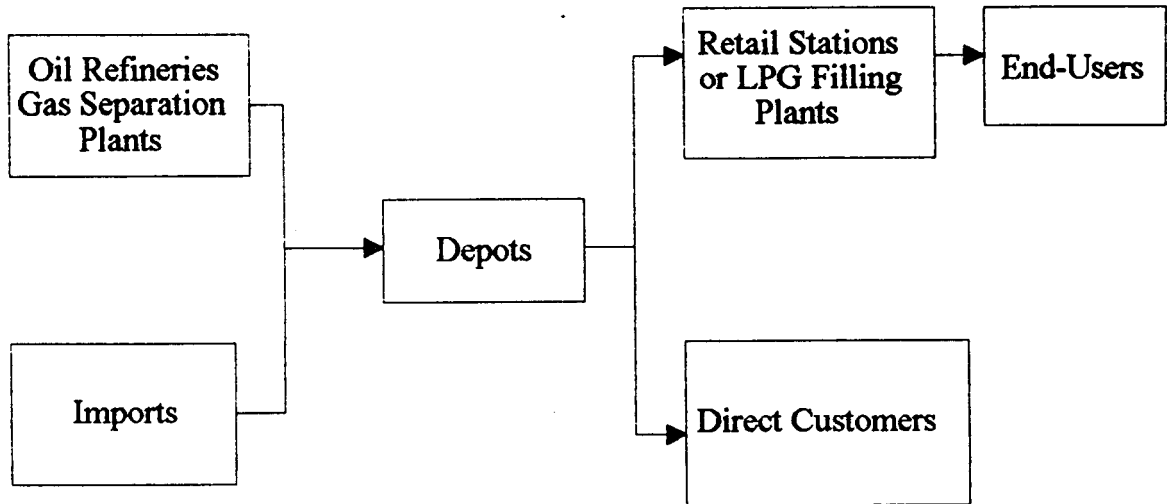 Oil Refineries
Gas Separation
Plants
Imports
Depots
Retail Stations
or LPG Filling
Plants
End-Users
Direct Customers